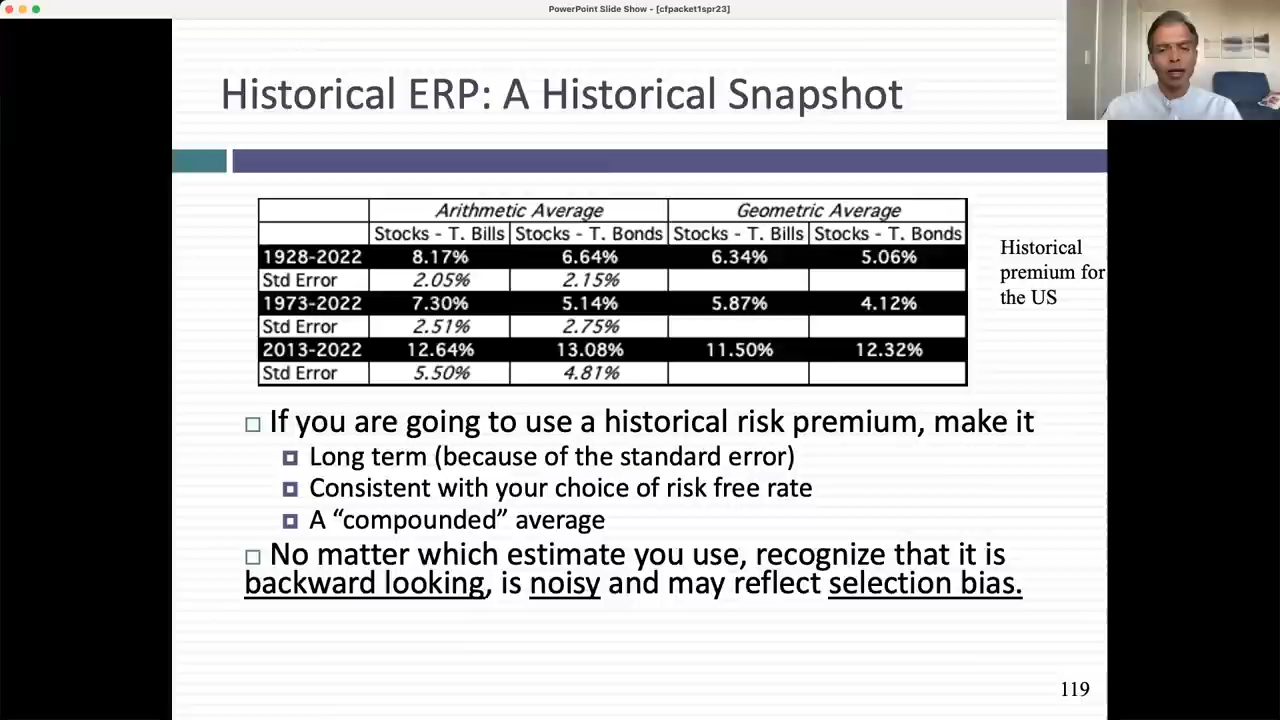 PowerPoint Slide Show - [cfpacket1spr23]
Historical ERP: A Historical Snapshot
Arithmetic Average Geometric Average
Stocks - T. Bills Stocks - T. Bonds Stocks - T. Bills Stocks - T. Bonds
1928-2022 8.17% 6.64% 6.34% 5.06%
Std Error 2.05% 2.15%
1973-2022 7.30% 5.14% 5.87% 4.12%
Std Error 2.51% 2.75%
2013-2022 12.64% 13.08% 11.50% 12.32%
Std Error 5.50% 4.81%
Historical
premium for
the US
If you are going to use a historical risk premium, make it
Long term (because of the standard error)
Consistent with your choice of risk free rate
A “compounded” average
No matter which estimate you use, recognize that it is
backward looking, is noisy and may reflect selection bias.
119